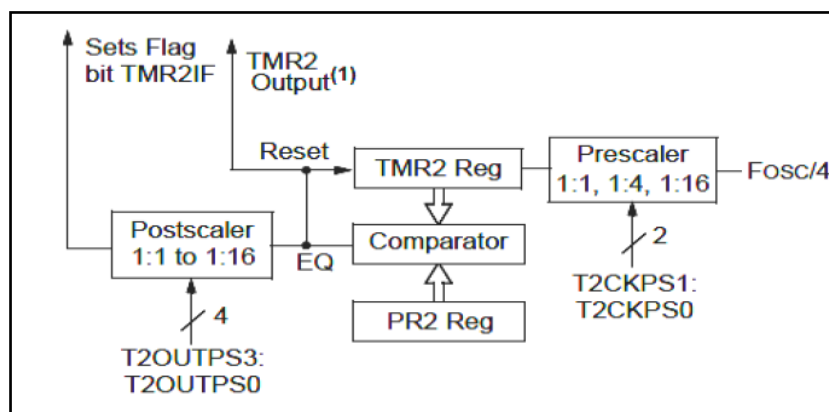 Sets Flag
bit TMR2IF
TMR2
Output(1)
Reset
TMR2 Reg
Prescaler
1:1, 1:4, 1:16
Fosc/4
Postscaler
1:1 to 1:16
EQ
Comparator
2
T2CKPS1:
T2CKPS0
PR2 Reg
4
T2OUTPS3:
T2OUTPS0